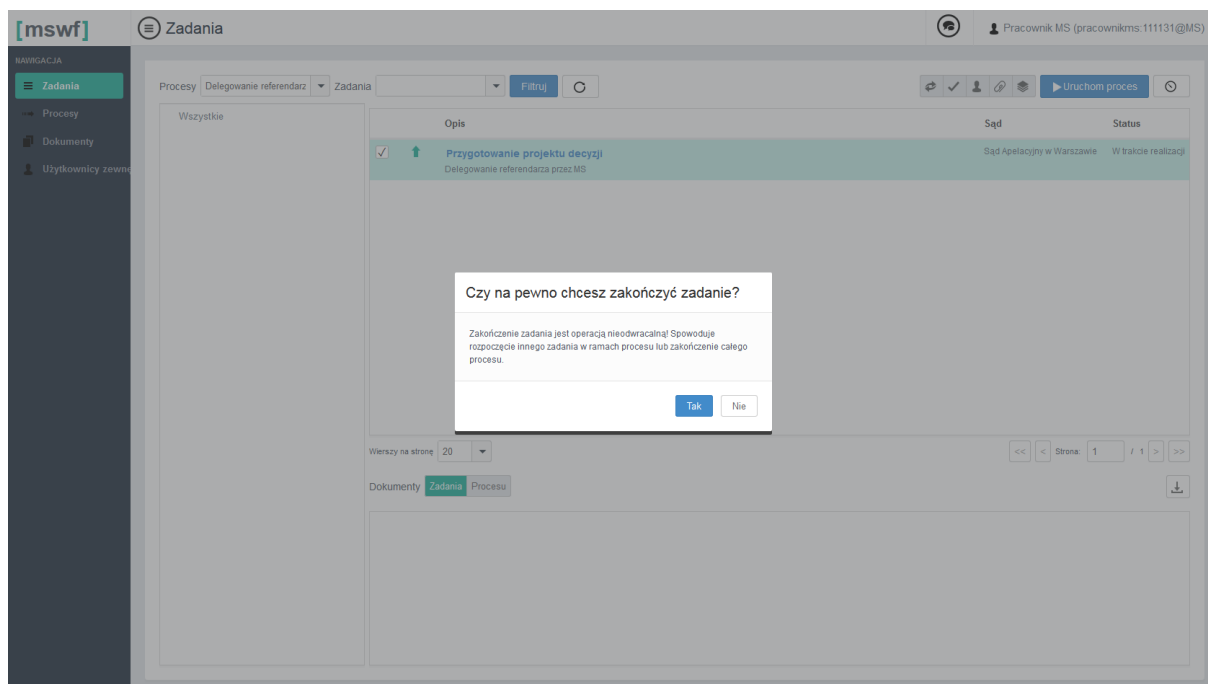 [mswf]
Zadania
Pracownik MS (pracownikms:111131@MS)
NAWIGACJA
Zadania
Procesy
Dokumenty
Użytkownicy zewnę
Procesy Delegowanie referendarz Zadania Filtruj Uruchom proces
Wszystkie
Opis Sąd Status
Przygotowanie projektu decyzji Sąd Apelacyjny w Warszawie W trakcie realizacji
Delegowanie referendarza przez MS
Czy na pewno chcesz zakończyć zadanie?
Zakończenie zadania jest operacją nieodwracalną! Spowoduje
rozpoczęcie innego zadania w ramach procesu lub zakończenie całego
procesu.
Tak Nie
Wierszy na stronę 20 << < Strona: 1 / 1 > >>
Dokumenty Zadania Procesu